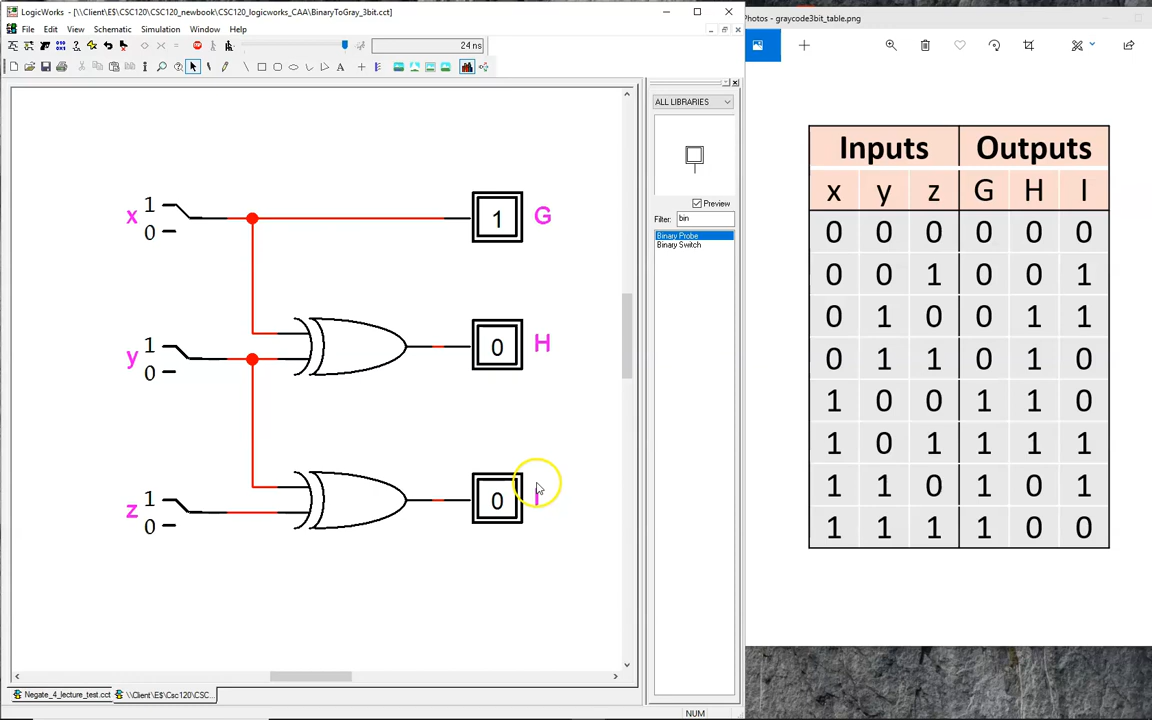 LogicWorks - [\\Client\E$\CSC120\CSC120_newbook\CSC120_logicworks_CAA\BinaryToGray_3bit.cct]
File Edit View Schematic Simulation Window Help
24 ns
ALL LIBRARIES
Preview
Filter: bin
Binary Probe
Binary Switch
x 1 0 1 G
y 1 0 0 H
z 1 0 0 I
Negate_4_lecture_test.cct \\Client\E$\Csc120\CSC...
NUM
Photos - graycode3bit_table.png
Inputs Outputs
x y z G H I
0 0 0 0 0 0
0 0 1 0 0 1
0 1 0 0 1 1
0 1 1 0 1 0
1 0 0 1 1 0
1 0 1 1 1 1
1 1 0 1 0 1
1 1 1 1 0 0